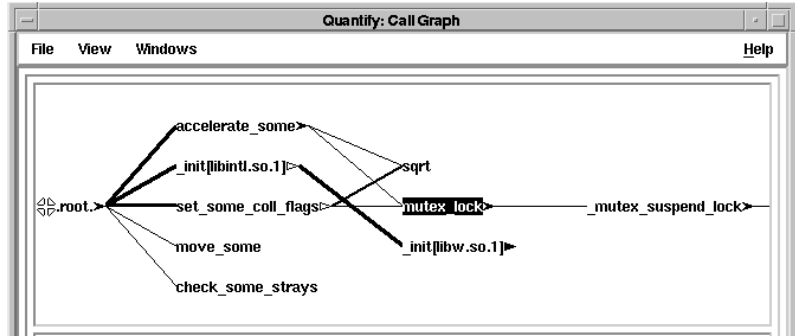 Quantify: Call Graph
File View Windows Help
accelerate_some
_init[libintl.so.1] sqrt
.root. set_some_coll_flags mutex_lock _mutex_suspend_lock
move_some _init[libw.so.1]
check_some_strays